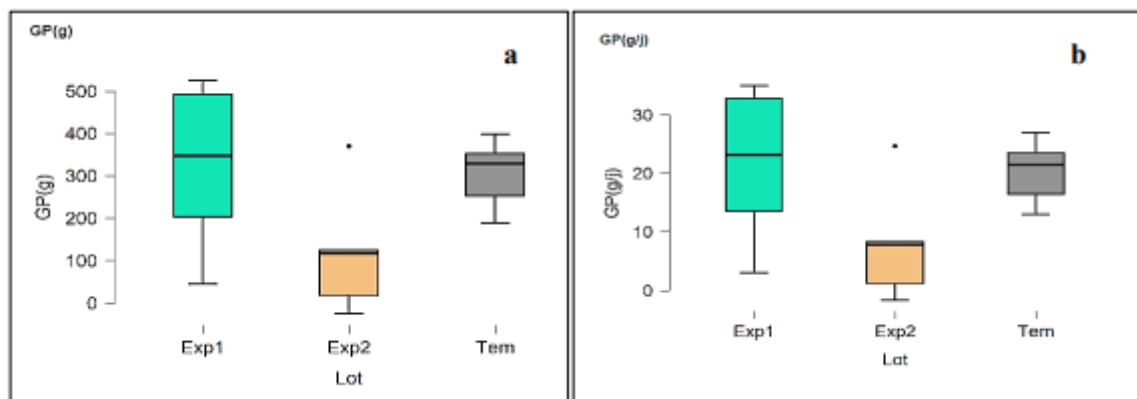 GP(g)
a
500
400
300
200
100
0
GP(g)
Exp1 Exp2 Tem
Lot
GP(g/j)
b
30
20
10
0
GP(g/j)
Exp1 Exp2 Tem
Lot